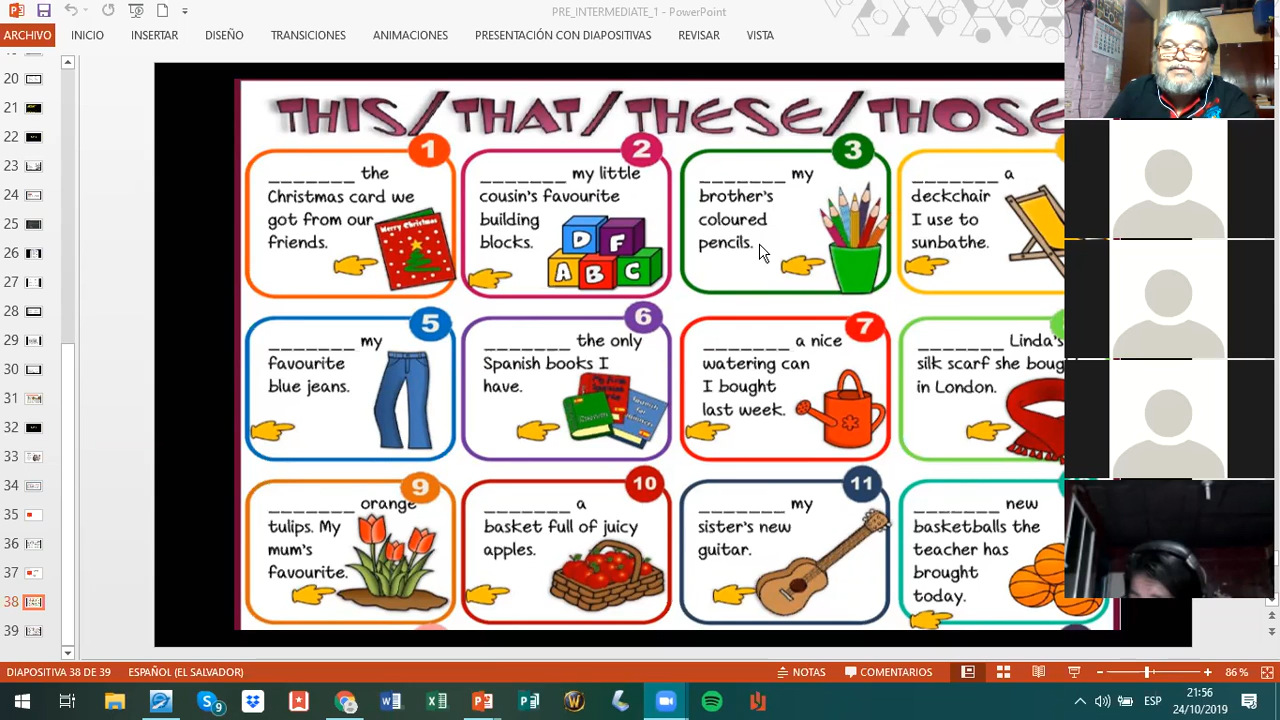 PRE_INTERMEDIATE_1 - PowerPoint
ARCHIVO INICIO INSERTAR DISEÑO TRANSICIONES ANIMACIONES PRESENTACIÓN CON DIAPOSITIVAS REVISAR VISTA
20
21
22
23
24
25
26
27
28
29
30
31
32
33
34
35
36
37
38
39
THIS/THAT/THESE/THOSE
1
_______ the
Christmas card we
got from our
friends.
Merry Christmas
2
_______ my little
cousin's favourite
building
blocks.
D F
A B C
3
_______ my
brother's
coloured
pencils.
_______ a
deckchair
I use to
sunbathe.
5
_______ my
favourite
blue jeans.
6
_______ the only
Spanish books I
have.
7
_______ a nice
watering can
I bought
last week.
_______ Linda's
silk scarf she boug
in London.
9
_______ orange
tulips. My
mum's
favourite.
10
_______ a
basket full of juicy
apples.
11
_______ my
sister's new
guitar.
_______ new
basketballs the
teacher has
brought
today.
DIAPOSITIVA 38 DE 39 ESPAÑOL (EL SALVADOR) NOTAS COMENTARIOS 86 %
9
ESP
21:56
24/10/2019